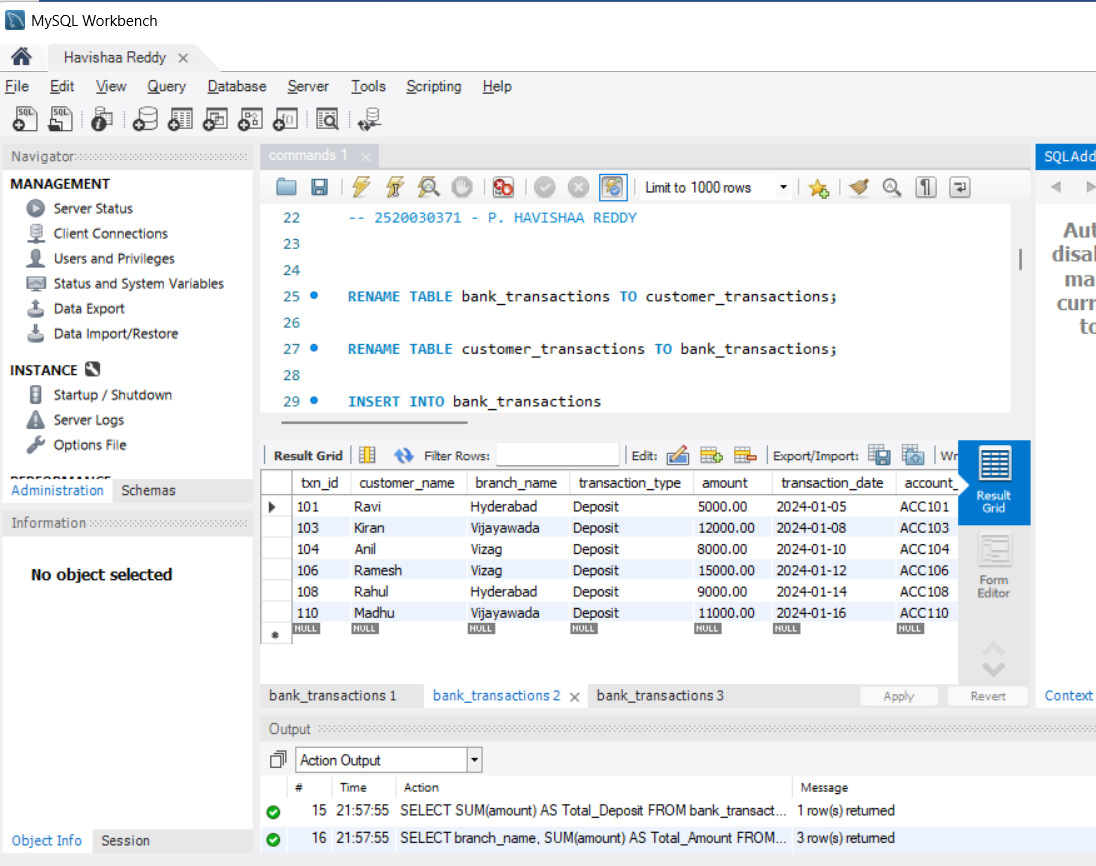 MySQL Workbench
Havishaa Reddy
File Edit View Query Database Server Tools Scripting Help
Navigator
MANAGEMENT
Server Status
Client Connections
Users and Privileges
Status and System Variables
Data Export
Data Import/Restore
INSTANCE
Startup / Shutdown
Server Logs
Options File
PERFORMANCE
Administration Schemas
Information
No object selected
Object Info Session
commands 1
Limit to 1000 rows
22 -- 2520030371 - P. HAVISHAA REDDY
23
24
25 RENAME TABLE bank_transactions TO customer_transactions;
26
27 RENAME TABLE customer_transactions TO bank_transactions;
28
29 INSERT INTO bank_transactions
Result Grid Filter Rows: Edit: Export/Import: Wr
txn_id customer_name branch_name transaction_type amount transaction_date account_
101 Ravi Hyderabad Deposit 5000.00 2024-01-05 ACC101
103 Kiran Vijayawada Deposit 12000.00 2024-01-08 ACC103
104 Anil Vizag Deposit 8000.00 2024-01-10 ACC104
106 Ramesh Vizag Deposit 15000.00 2024-01-12 ACC106
108 Rahul Hyderabad Deposit 9000.00 2024-01-14 ACC108
110 Madhu Vijayawada Deposit 11000.00 2024-01-16 ACC110
NULL NULL NULL NULL NULL NULL NULL
Result
Grid
Form
Editor
bank_transactions 1 bank_transactions 2 bank_transactions 3 Apply Revert
Output
Action Output
# Time Action Message
15 21:57:55 SELECT SUM(amount) AS Total_Deposit FROM bank_transact... 1 row(s) returned
16 21:57:55 SELECT branch_name, SUM(amount) AS Total_Amount FROM... 3 row(s) returned
SQLAdd
Aut
disal
ma
curr
to
Context